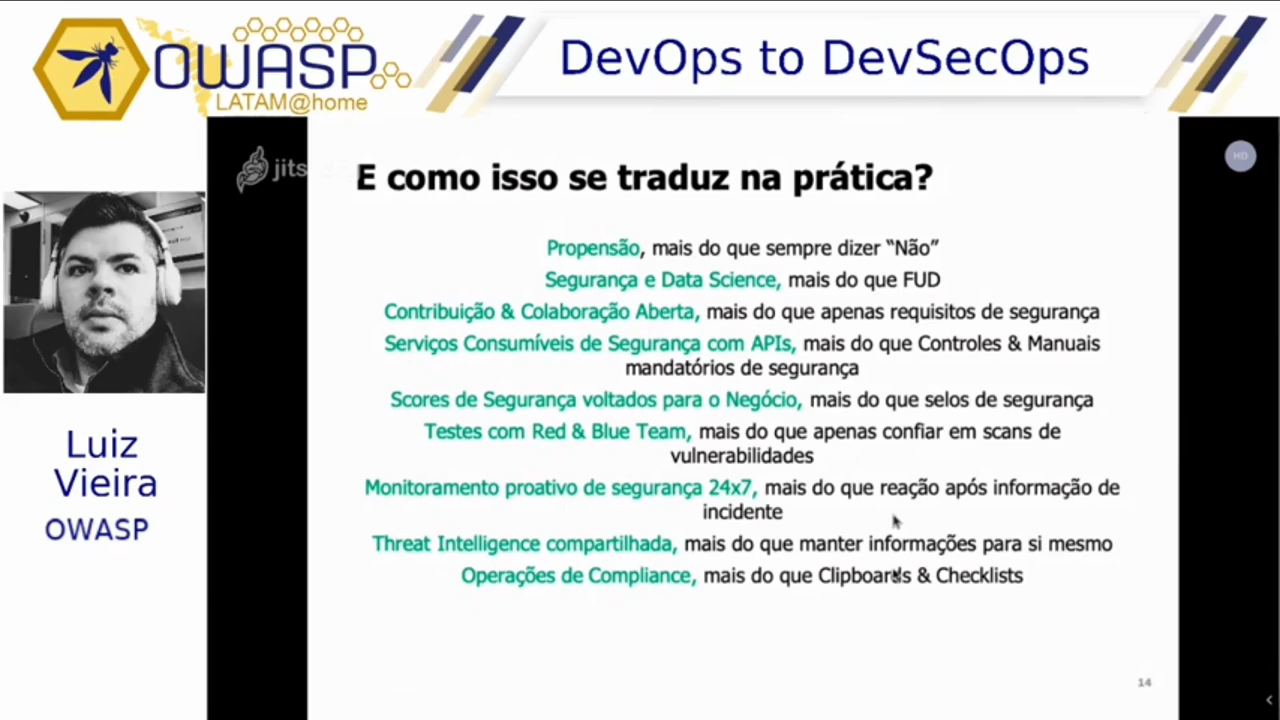 OWASP
LATAM@home
DevOps to DevSecOps
jits
HD
E como isso se traduz na prática?
Propensão, mais do que sempre dizer “Não”
Segurança e Data Science, mais do que FUD
Contribuição & Colaboração Aberta, mais do que apenas requisitos de segurança
Serviços Consumíveis de Segurança com APIs, mais do que Controles & Manuais
mandatórios de segurança
Scores de Segurança voltados para o Negócio, mais do que selos de segurança
Testes com Red & Blue Team, mais do que apenas confiar em scans de
vulnerabilidades
Monitoramento proativo de segurança 24x7, mais do que reação após informação de
incidente
Threat Intelligence compartilhada, mais do que manter informações para si mesmo
Operações de Compliance, mais do que Clipboards & Checklists
Luiz
Vieira
OWASP
14